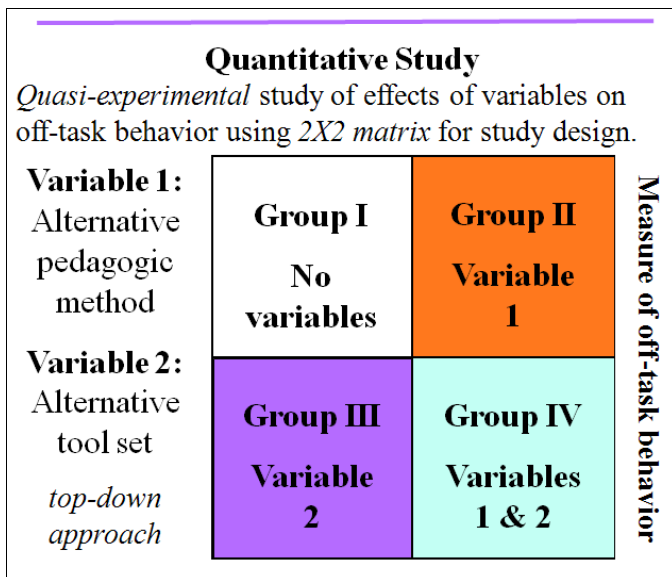 Quantitative Study
Quasi-experimental study of effects of variables on
off-task behavior using 2X2 matrix for study design.
Variable 1:
Alternative
pedagogic
method
Variable 2:
Alternative
tool set
top-down
approach
Group I
No
variables
Group II
Variable
1
Group III
Variable
2
Group IV
Variables
1 & 2
Measure of off-task behavior